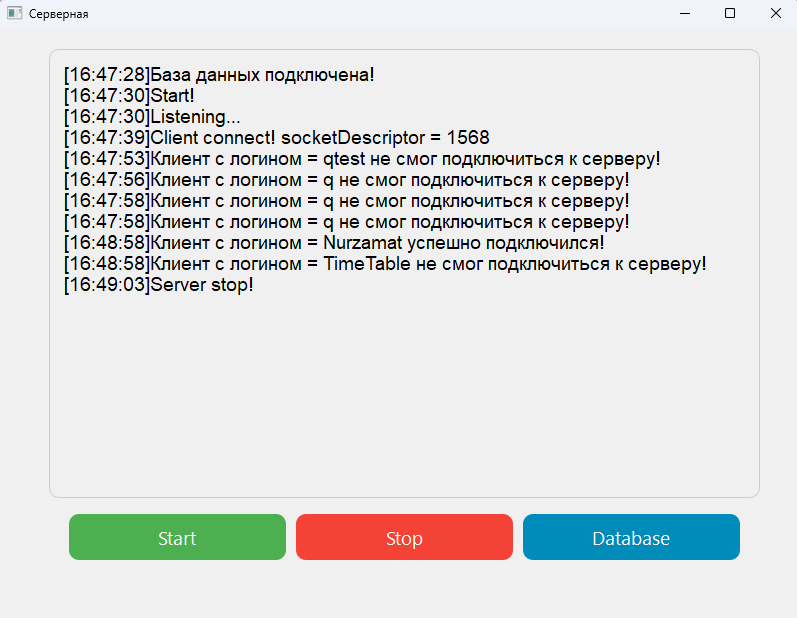 Серверная
[16:47:28]База данных подключена!
[16:47:30]Start!
[16:47:30]Listening...
[16:47:39]Client connect! socketDescriptor = 1568
[16:47:53]Клиент с логином = qtest не смог подключиться к серверу!
[16:47:56]Клиент с логином = q не смог подключиться к серверу!
[16:47:58]Клиент с логином = q не смог подключиться к серверу!
[16:47:58]Клиент с логином = q не смог подключиться к серверу!
[16:48:58]Клиент с логином = Nurzamat успешно подключился!
[16:48:58]Клиент с логином = TimeTable не смог подключиться к серверу!
[16:49:03]Server stop!
Start
Stop
Database